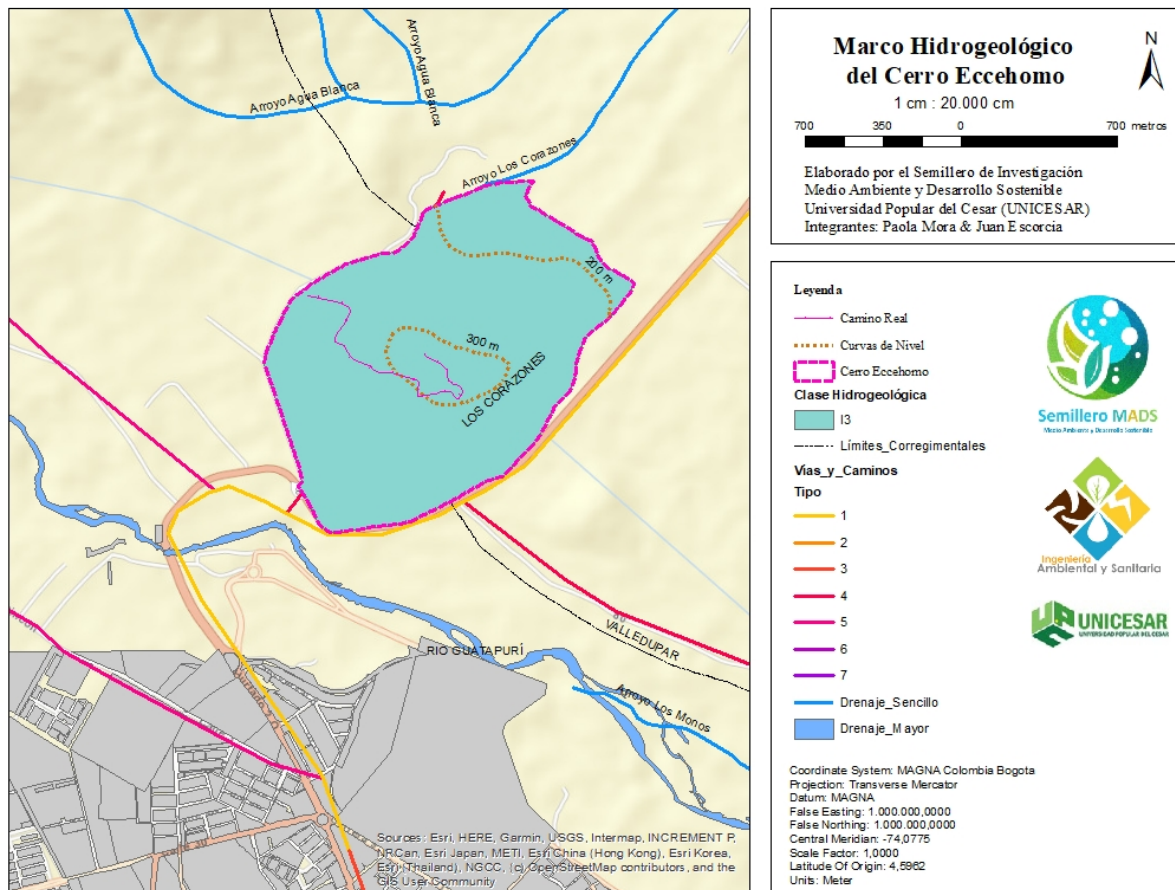 Arroyo Agua Blanca
Arroyo Agua Blanca
Arroyo Los Corazones
200 m
300 m
LOS CORAZONES
VALLEDUPAR
RIO GUATAPURÍ
Arroyo Los Monos
Sources: Esri, HERE, Garmin, USGS, Intermap, INCREMENT P,
NRCan, Esri Japan, METI, Esri China (Hong Kong), Esri Korea,
Esri (Thailand), NGCC, (c) OpenStreetMap contributors, and the
GIS User Community
Marco Hidrogeológico
del Cerro Eccehomo
N
1 cm : 20.000 cm
700 350 0 700 metros
Elaborado por el Semillero de Investigación
Medio Ambiente y Desarrollo Sostenible
Universidad Popular del Cesar (UNICESAR)
Integrantes: Paola Mora & Juan Escorcia
Leyenda
Camino Real
Curvas de Nivel
Cerro Eccehomo
Clase Hidrogeológica
I3
Límites_Corregimentales
Vias_y_Caminos
Tipo
1
2
3
4
5
6
7
Drenaje_Sencillo
Drenaje_Mayor
Semillero MADS
Medio Ambiente y Desarrollo Sostenible
Ingeniería
Ambiental y Sanitaria
UNICESAR
UNIVERSIDAD POPULAR DEL CESAR
Coordinate System: MAGNA Colombia Bogota
Projection: Transverse Mercator
Datum: MAGNA
False Easting: 1.000.000,0000
False Northing: 1.000.000,0000
Central Meridian: -74,0775
Scale Factor: 1,0000
Latitude Of Origin: 4,5962
Units: Meter